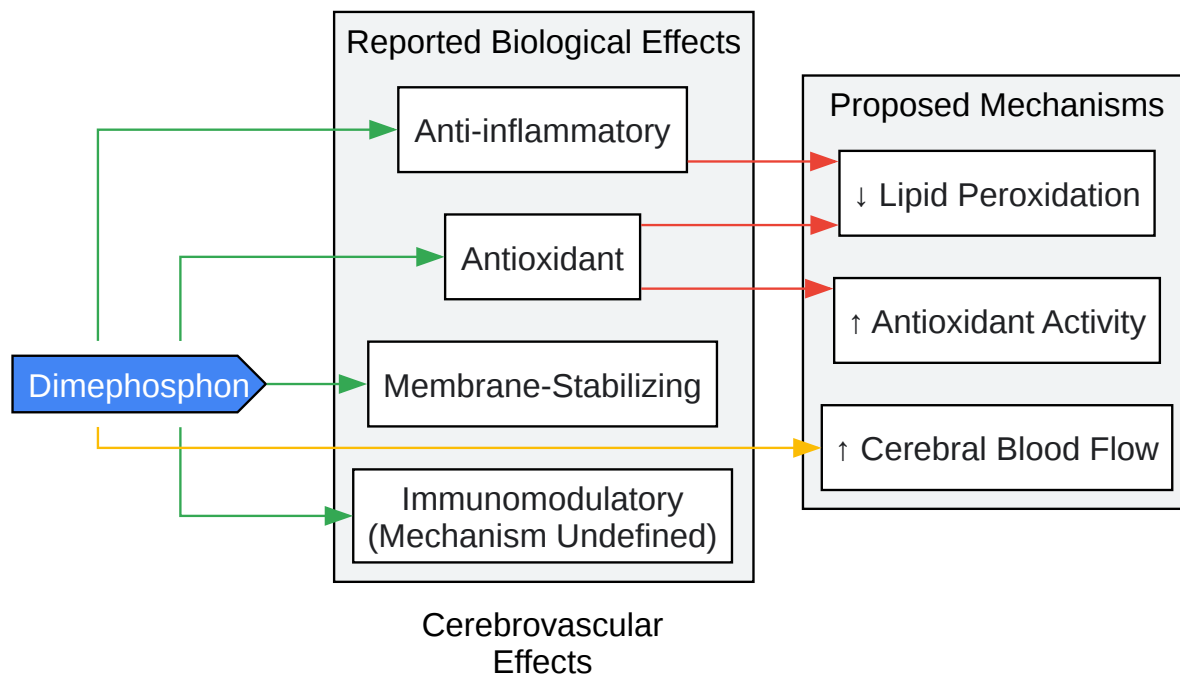 Reported Biological Effects
Proposed Mechanisms
Anti-inflammatory
↓ Lipid Peroxidation
Antioxidant
↑ Antioxidant Activity
Dimephosphon
Membrane-Stabilizing
↑ Cerebral Blood Flow
Immunomodulatory
(Mechanism Undefined)
Cerebrovascular
Effects